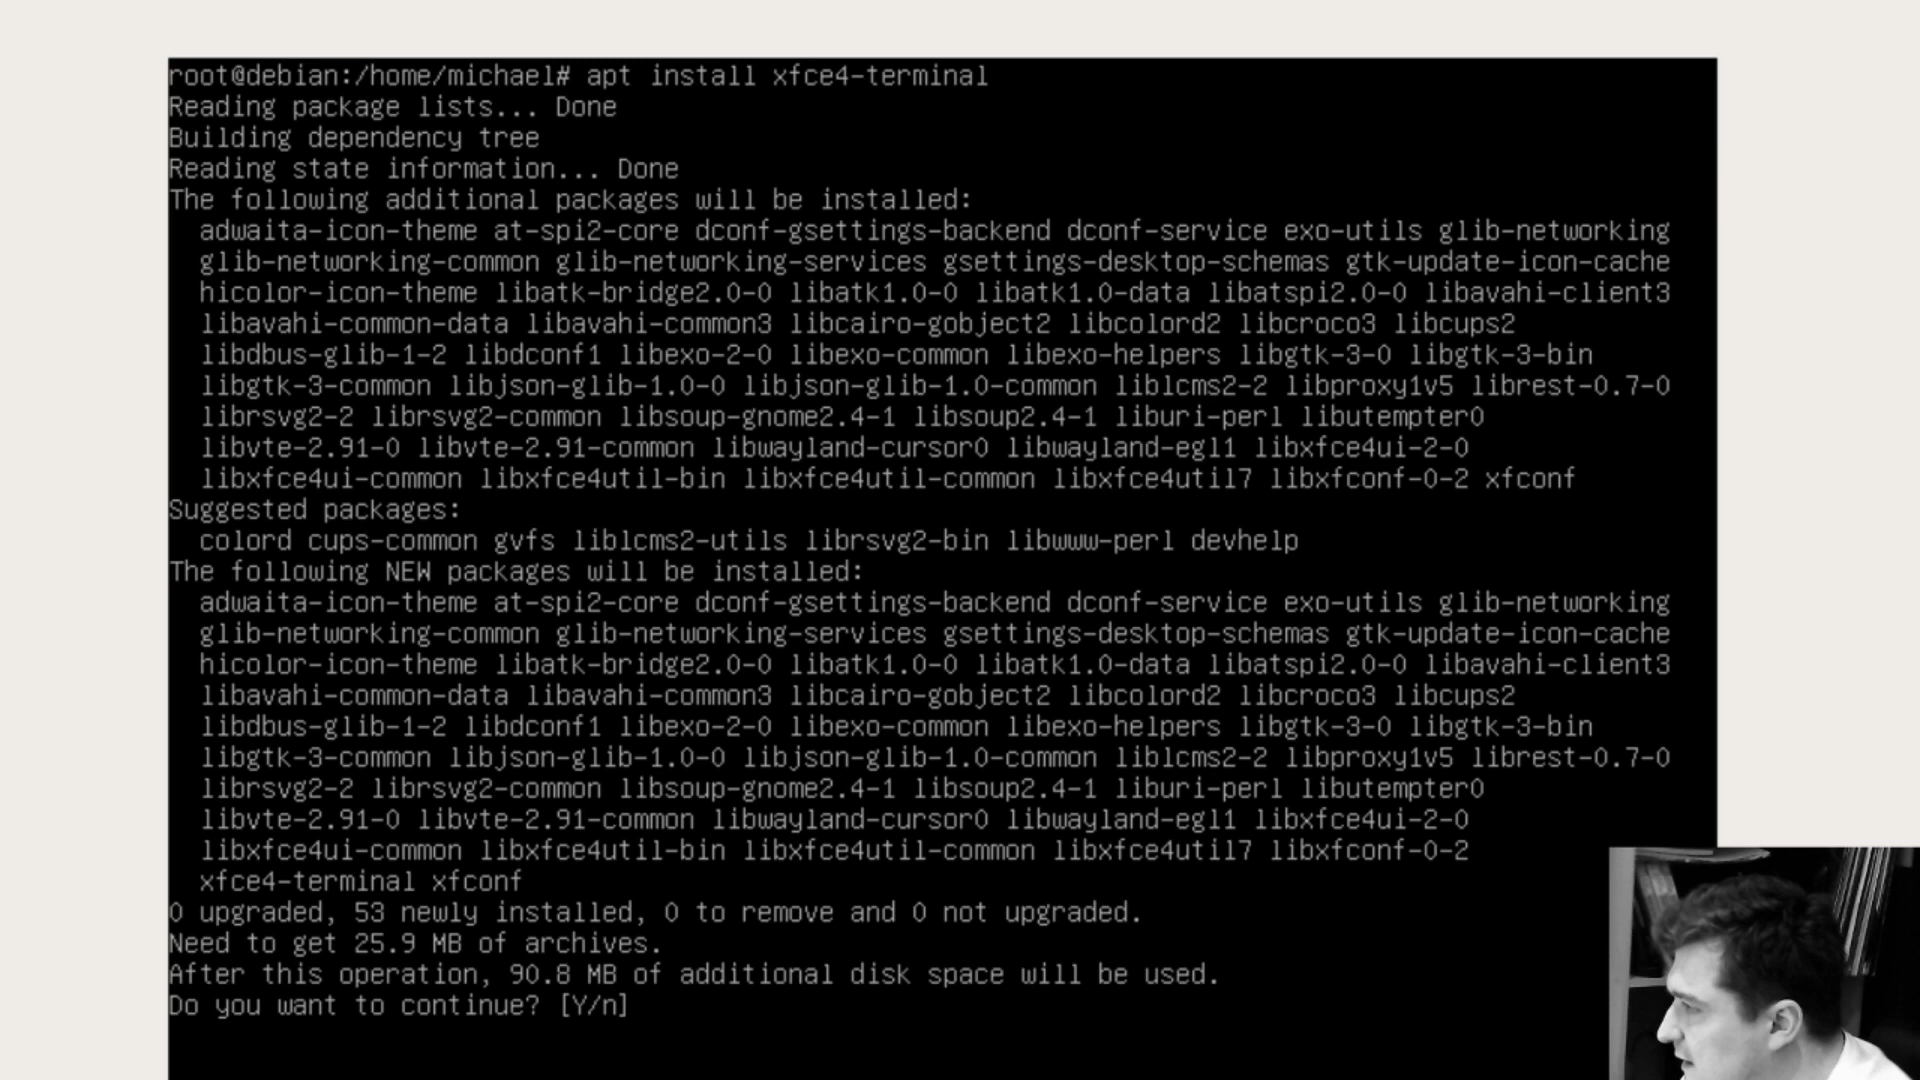 root@debian:/home/michael# apt install xfce4-terminal
Reading package lists... Done
Building dependency tree
Reading state information... Done
The following additional packages will be installed:
adwaita-icon-theme at-spi2-core dconf-gsettings-backend dconf-service exo-utils glib-networking
glib-networking-common glib-networking-services gsettings-desktop-schemas gtk-update-icon-cache
hicolor-icon-theme libatk-bridge2.0-0 libatk1.0-0 libatk1.0-data libatspi2.0-0 libavahi-client3
libavahi-common-data libavahi-common3 libcairo-gobject2 libcolord2 libcroco3 libcups2
libdbus-glib-1-2 libdconf1 libexo-2-0 libexo-common libexo-helpers libgtk-3-0 libgtk-3-bin
libgtk-3-common libjson-glib-1.0-0 libjson-glib-1.0-common liblcms2-2 libproxy1v5 librest-0.7-0
librsvg2-2 librsvg2-common libsoup-gnome2.4-1 libsoup2.4-1 liburi-perl libutempter0
libvte-2.91-0 libvte-2.91-common libwayland-cursor0 libwayland-egl1 libxfce4ui-2-0
libxfce4ui-common libxfce4util-bin libxfce4util-common libxfce4util7 libxfconf-0-2 xfconf
Suggested packages:
colord cups-common gvfs liblcms2-utils librsvg2-bin libwww-perl devhelp
The following NEW packages will be installed:
adwaita-icon-theme at-spi2-core dconf-gsettings-backend dconf-service exo-utils glib-networking
glib-networking-common glib-networking-services gsettings-desktop-schemas gtk-update-icon-cache
hicolor-icon-theme libatk-bridge2.0-0 libatk1.0-0 libatk1.0-data libatspi2.0-0 libavahi-client3
libavahi-common-data libavahi-common3 libcairo-gobject2 libcolord2 libcroco3 libcups2
libdbus-glib-1-2 libdconf1 libexo-2-0 libexo-common libexo-helpers libgtk-3-0 libgtk-3-bin
libgtk-3-common libjson-glib-1.0-0 libjson-glib-1.0-common liblcms2-2 libproxy1v5 librest-0.7-0
librsvg2-2 librsvg2-common libsoup-gnome2.4-1 libsoup2.4-1 liburi-perl libutempter0
libvte-2.91-0 libvte-2.91-common libwayland-cursor0 libwayland-egl1 libxfce4ui-2-0
libxfce4ui-common libxfce4util-bin libxfce4util-common libxfce4util7 libxfconf-0-2
xfce4-terminal xfconf
0 upgraded, 53 newly installed, 0 to remove and 0 not upgraded.
Need to get 25.9 MB of archives.
After this operation, 90.8 MB of additional disk space will be used.
Do you want to continue? [Y/n]